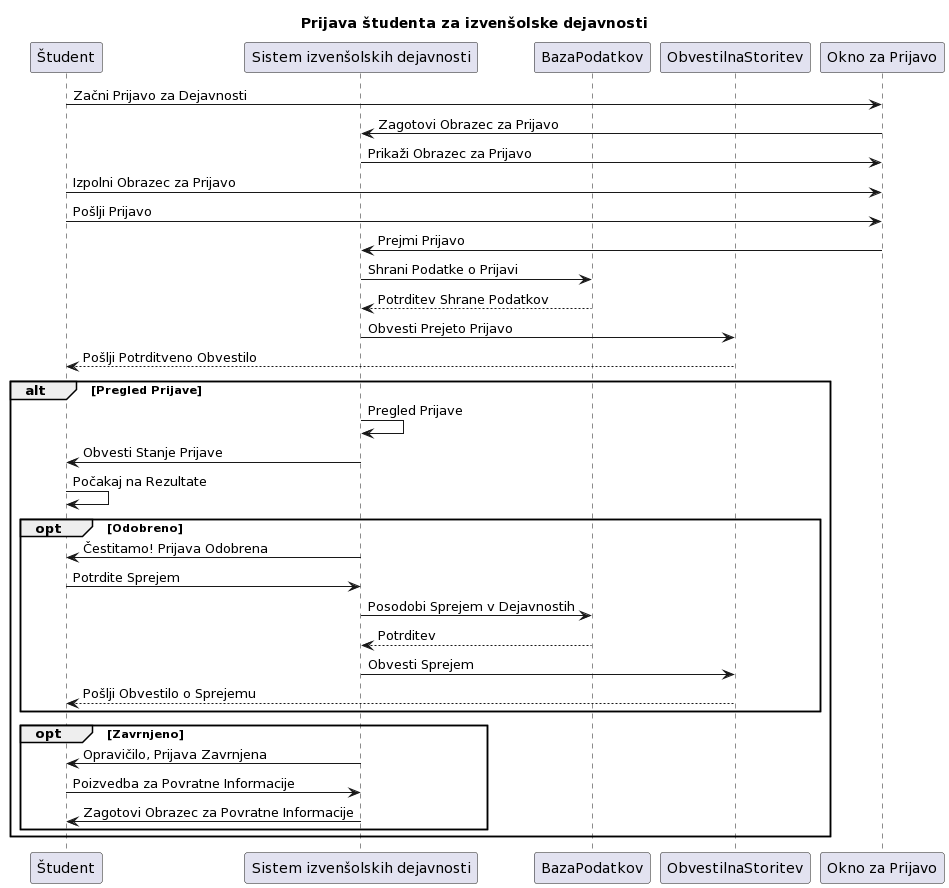 Prijava študenta za izvenšolske dejavnosti
Študent
Sistem izvenšolskih dejavnosti
BazaPodatkov
ObvestilnaStoritev
Okno za Prijavo
Začni Prijavo za Dejavnosti
Zagotovi Obrazec za Prijavo
Prikaži Obrazec za Prijavo
Izpolni Obrazec za Prijavo
Pošlji Prijavo
Prejmi Prijavo
Shrani Podatke o Prijavi
Potrditev Shrane Podatkov
Obvesti Prejeto Prijavo
Pošlji Potrditveno Obvestilo
alt [Pregled Prijave]
Pregled Prijave
Obvesti Stanje Prijave
Počakaj na Rezultate
opt [Odobreno]
Čestitamo! Prijava Odobrena
Potrdite Sprejem
Posodobi Sprejem v Dejavnostih
Potrditev
Obvesti Sprejem
Pošlji Obvestilo o Sprejemu
opt [Zavrnjeno]
Opravičilo, Prijava Zavrnjena
Poizvedba za Povratne Informacije
Zagotovi Obrazec za Povratne Informacije
Študent
Sistem izvenšolskih dejavnosti
BazaPodatkov
ObvestilnaStoritev
Okno za Prijavo